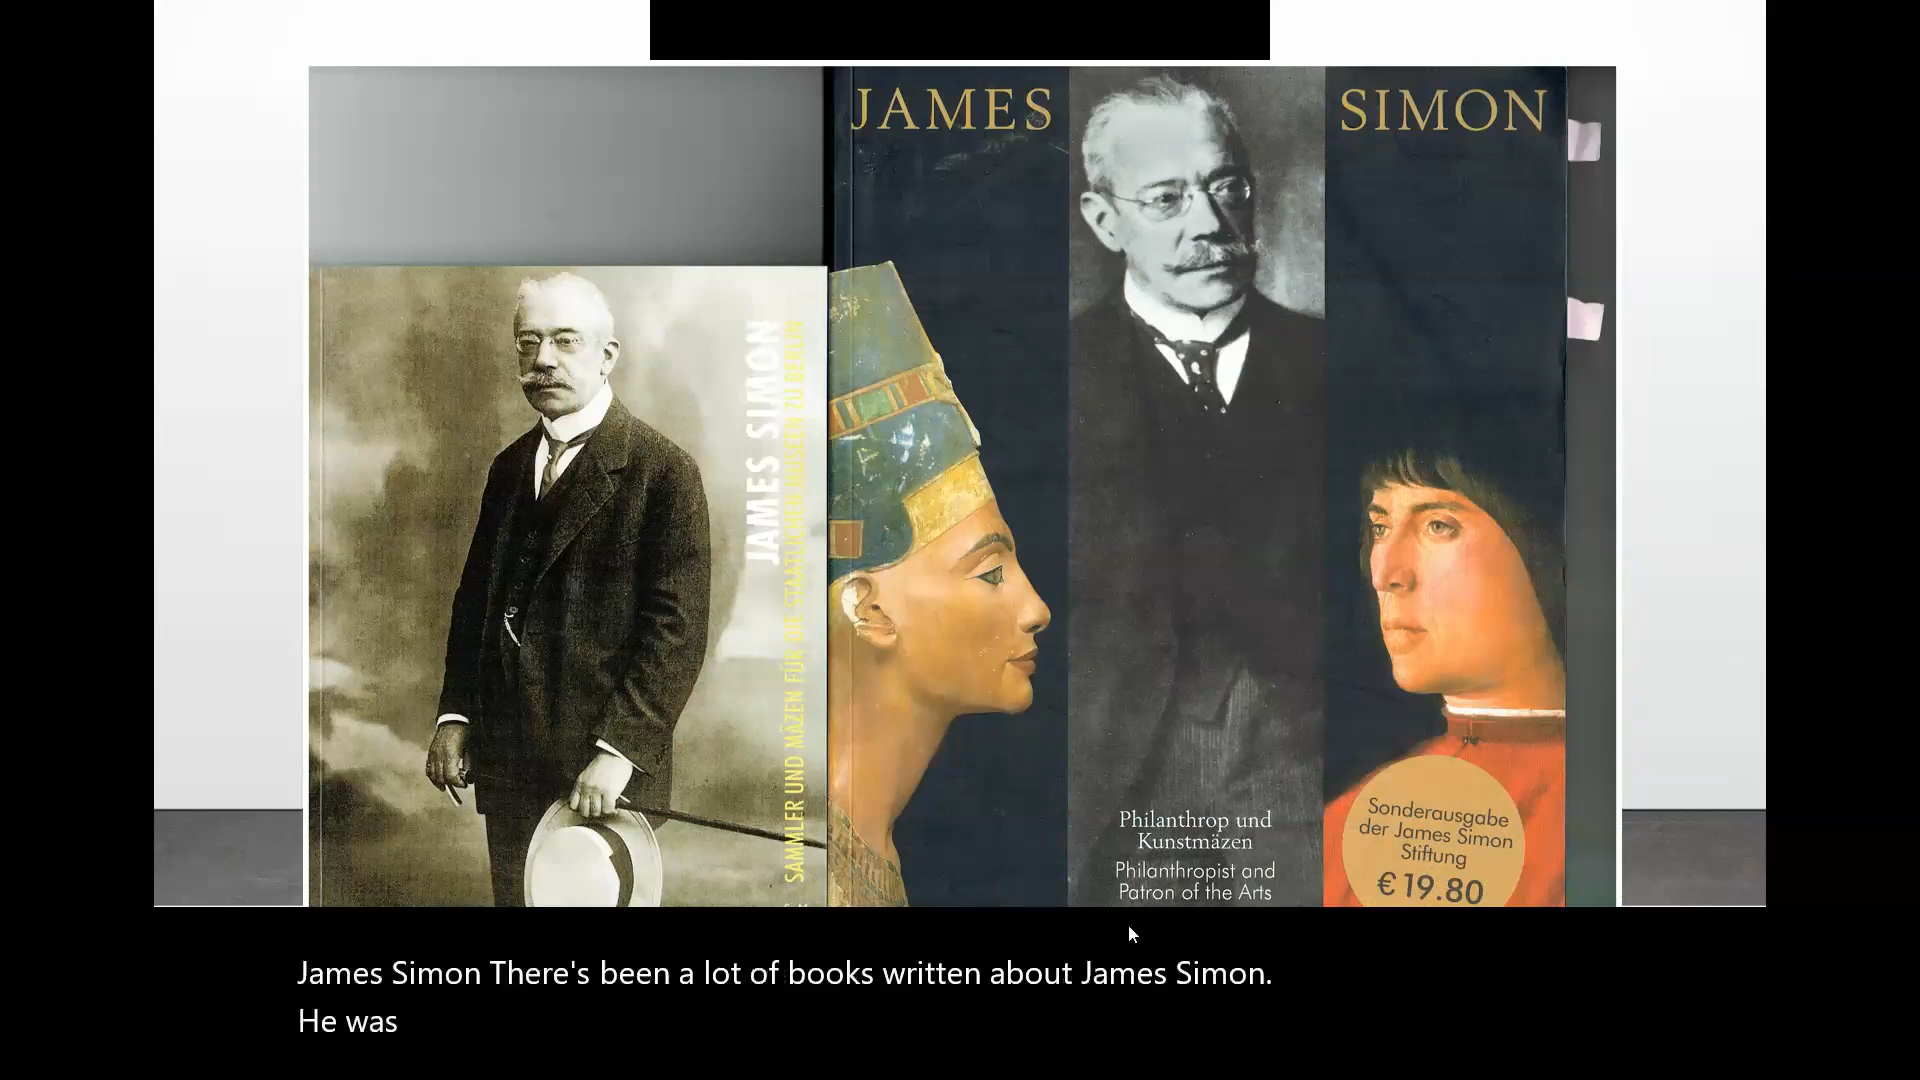 JAMES SIMON
JAMES SIMON
SAMMLER UND MÄZEN FÜR DIE STAATLICHEN MUSEEN ZU BERLIN
Philanthrop und
Kunstmäzen
Philanthropist and
Patron of the Arts
Sonderausgabe
der James Simon
Stiftung
€ 19.80
James Simon There's been a lot of books written about James Simon.
He was